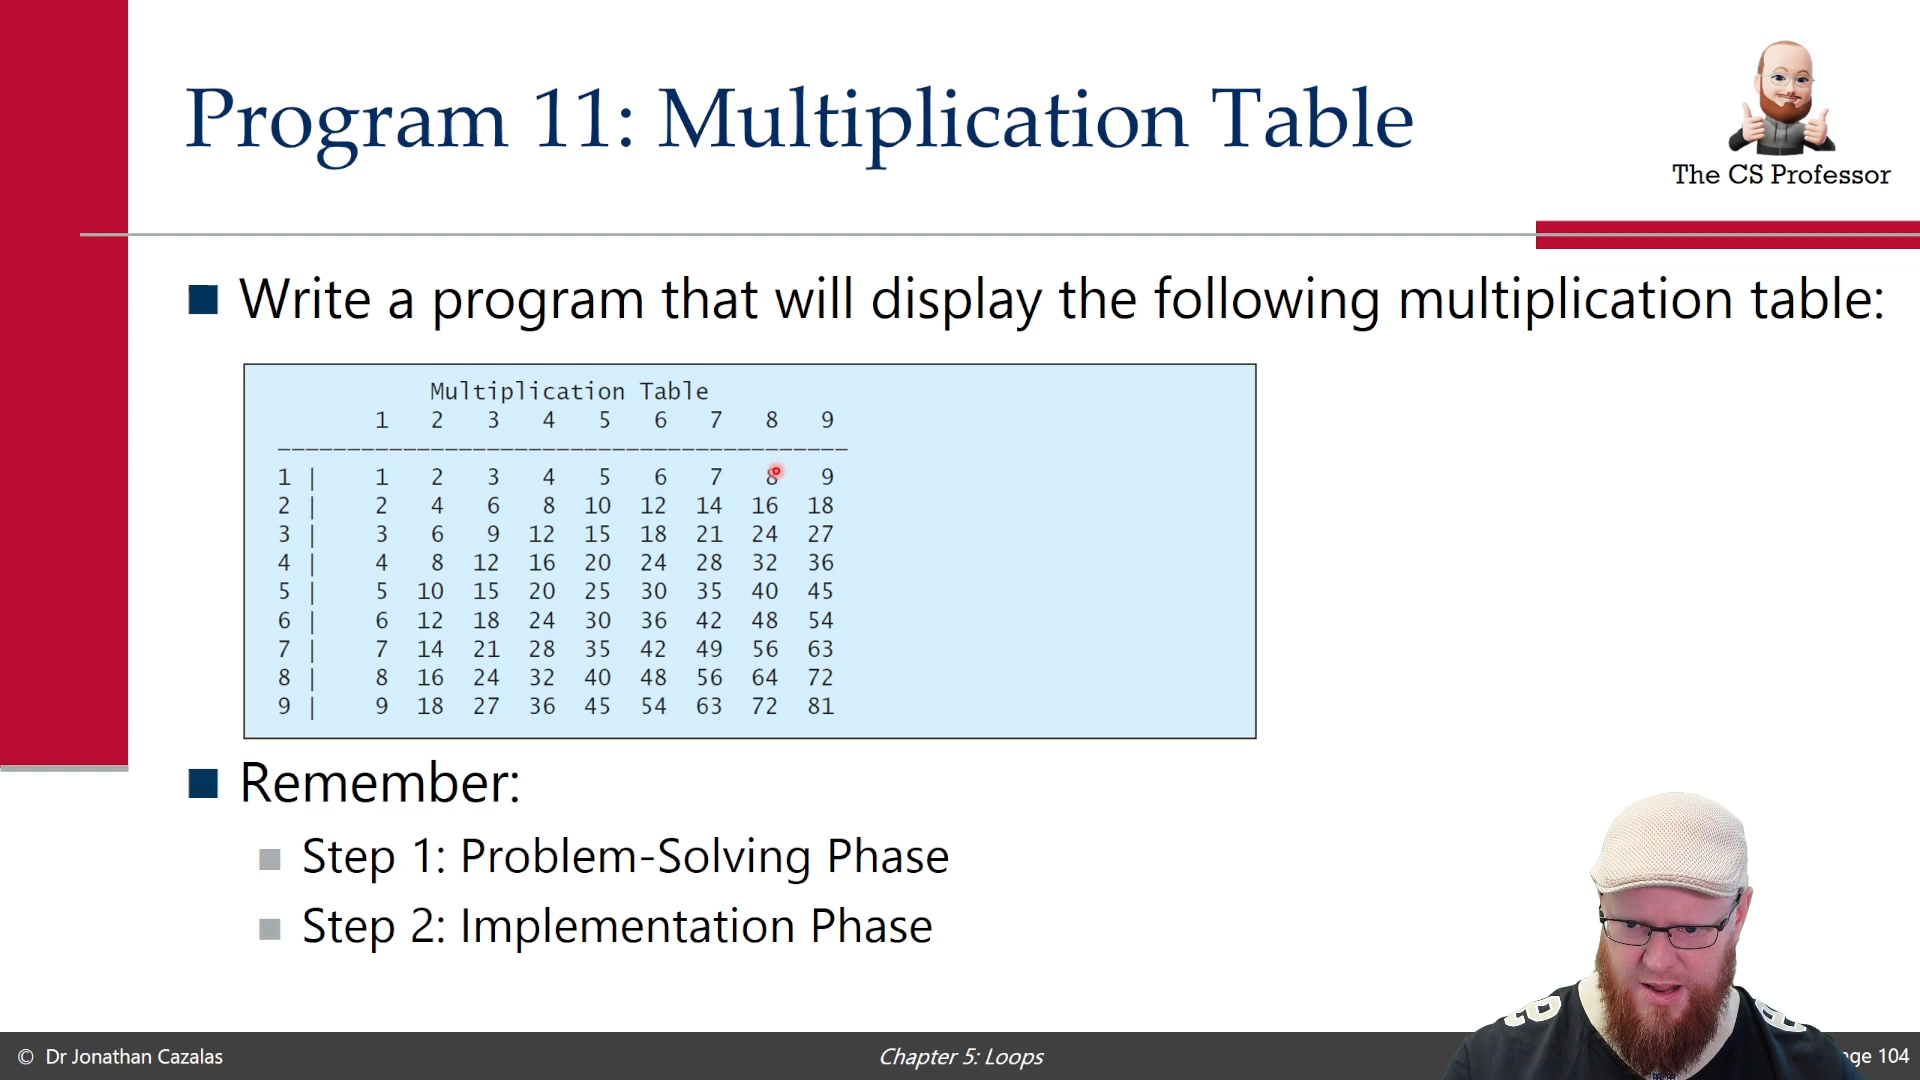 Program 11: Multiplication Table
The CS Professor
Write a program that will display the following multiplication table:
Multiplication Table
1 2 3 4 5 6 7 8 9
1 | 1 2 3 4 5 6 7 8 9
2 | 2 4 6 8 10 12 14 16 18
3 | 3 6 9 12 15 18 21 24 27
4 | 4 8 12 16 20 24 28 32 36
5 | 5 10 15 20 25 30 35 40 45
6 | 6 12 18 24 30 36 42 48 54
7 | 7 14 21 28 35 42 49 56 63
8 | 8 16 24 32 40 48 56 64 72
9 | 9 18 27 36 45 54 63 72 81
Remember:
Step 1: Problem-Solving Phase
Step 2: Implementation Phase
© Dr Jonathan Cazalas
Chapter 5: Loops
ge 104